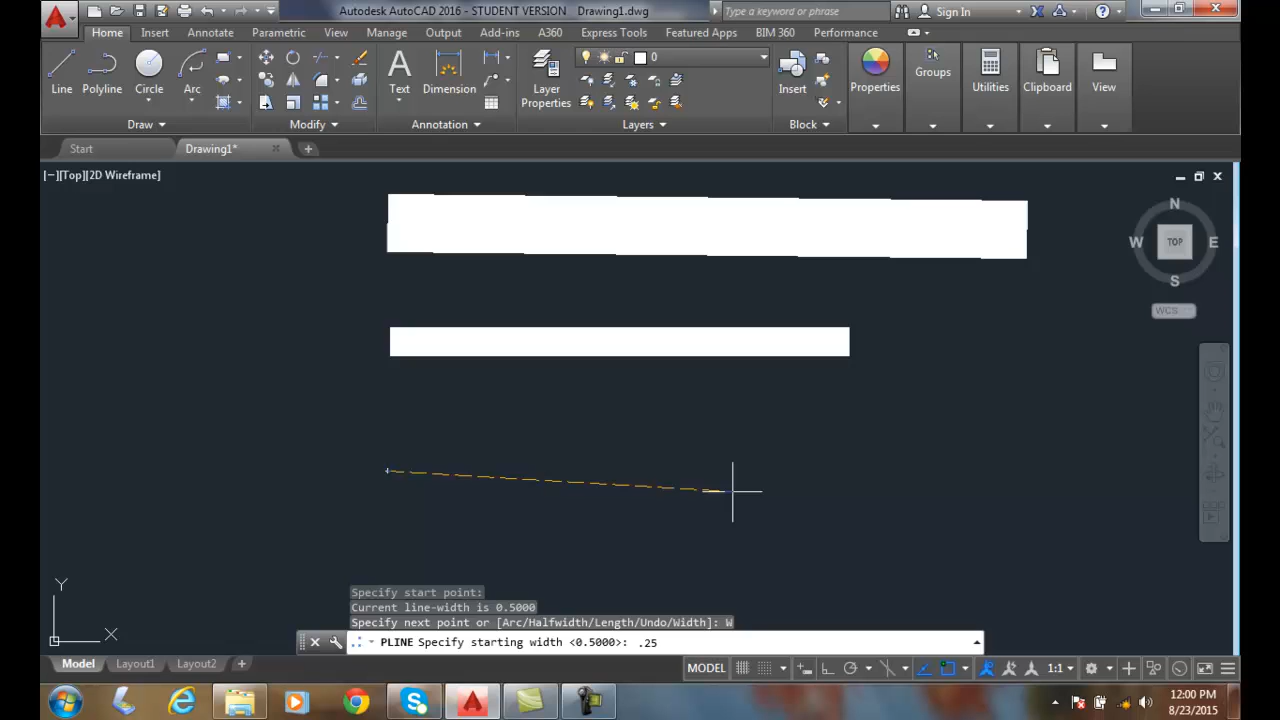 Autodesk AutoCAD 2016 - STUDENT VERSION    Drawing1.dwg
Type a keyword or phrase
Sign In
Home Insert Annotate Parametric View Manage Output Add-ins A360 Express Tools Featured Apps BIM 360 Performance
0
Line Polyline Circle Arc Text Dimension Layer Properties Insert Properties Groups Utilities Clipboard View
Draw Modify Annotation Layers Block
Start Drawing1*
[−][Top][2D Wireframe]
N
W TOP E
S
WCS
Y
X
Specify start point:
Current line-width is 0.5000
Specify next point or [Arc/Halfwidth/Length/Undo/Width]: W
PLINE Specify starting width <0.5000>: .25
Model Layout1 Layout2 MODEL 1:1
12:00 PM
8/23/2015